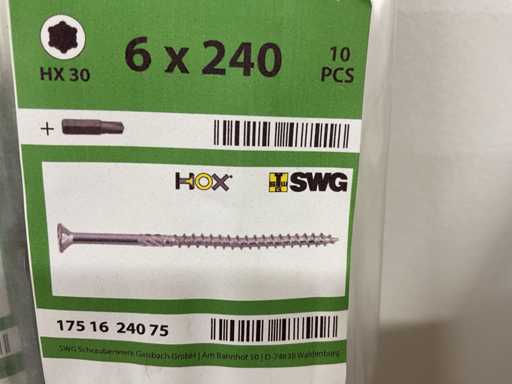 6 x 240
10
PCS
HX 30
+
HOX® SWG
175 16 240 75
SWG Schraubenwerk Gaisbach GmbH | Am Bahnhof 50 | D-74638 Waldenburg